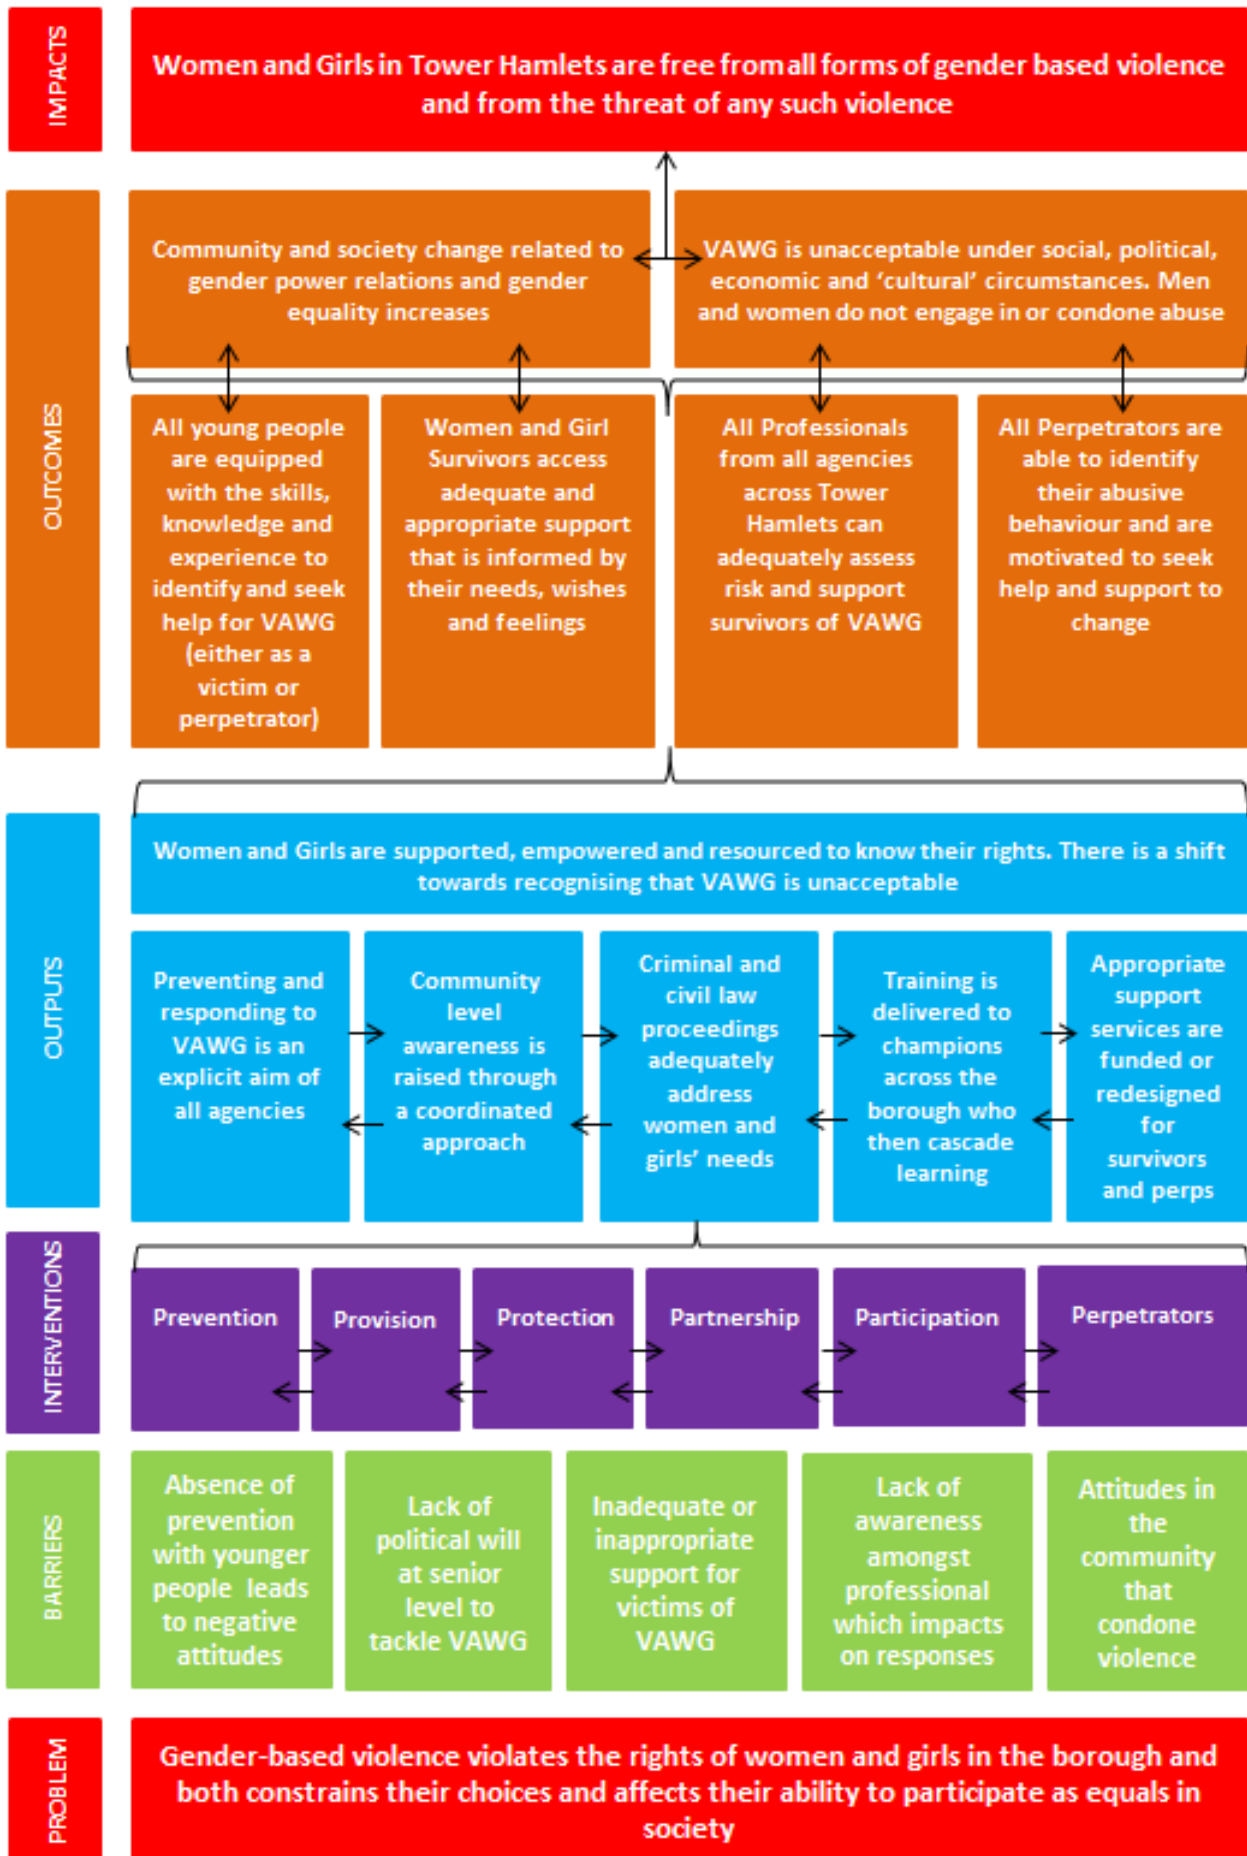 IMPACTS
Women and Girls in Tower Hamlets are free from all forms of gender based violence
and from the threat of any such violence
OUTCOMES
Community and society change related to
gender power relations and gender
equality increases
VAWG is unacceptable under social, political,
economic and ‘cultural’ circumstances. Men
and women do not engage in or condone abuse
All young people
are equipped
with the skills,
knowledge and
experience to
identify and seek
help for VAWG
(either as a
victim or
perpetrator)
Women and Girl
Survivors access
adequate and
appropriate support
that is informed by
their needs, wishes
and feelings
All Professionals
from all agencies
across Tower
Hamlets can
adequately assess
risk and support
survivors of VAWG
All Perpetrators are
able to identify
their abusive
behaviour and are
motivated to seek
help and support to
change
OUTPUTS
Women and Girls are supported, empowered and resourced to know their rights. There is a shift
towards recognising that VAWG is unacceptable
Preventing and
responding to
VAWG is an
explicit aim of
all agencies
Community
level
awareness is
raised through
a coordinated
approach
Criminal and
civil law
proceedings
adequately
address
women and
girls’ needs
Training is
delivered to
champions
across the
borough who
then cascade
learning
Appropriate
support
services are
funded or
redesigned
for
survivors
and perps
INTERVENTIONS
Prevention
Provision
Protection
Partnership
Participation
Perpetrators
BARRIERS
Absence of
prevention
with younger
people leads
to negative
attitudes
Lack of
political will
at senior
level to
tackle VAWG
Inadequate or
inappropriate
support for
victims of
VAWG
Lack of
awareness
amongst
professional
which impacts
on responses
Attitudes in
the
community
that
condone
violence
PROBLEM
Gender-based violence violates the rights of women and girls in the borough and
both constrains their choices and affects their ability to participate as equals in
society